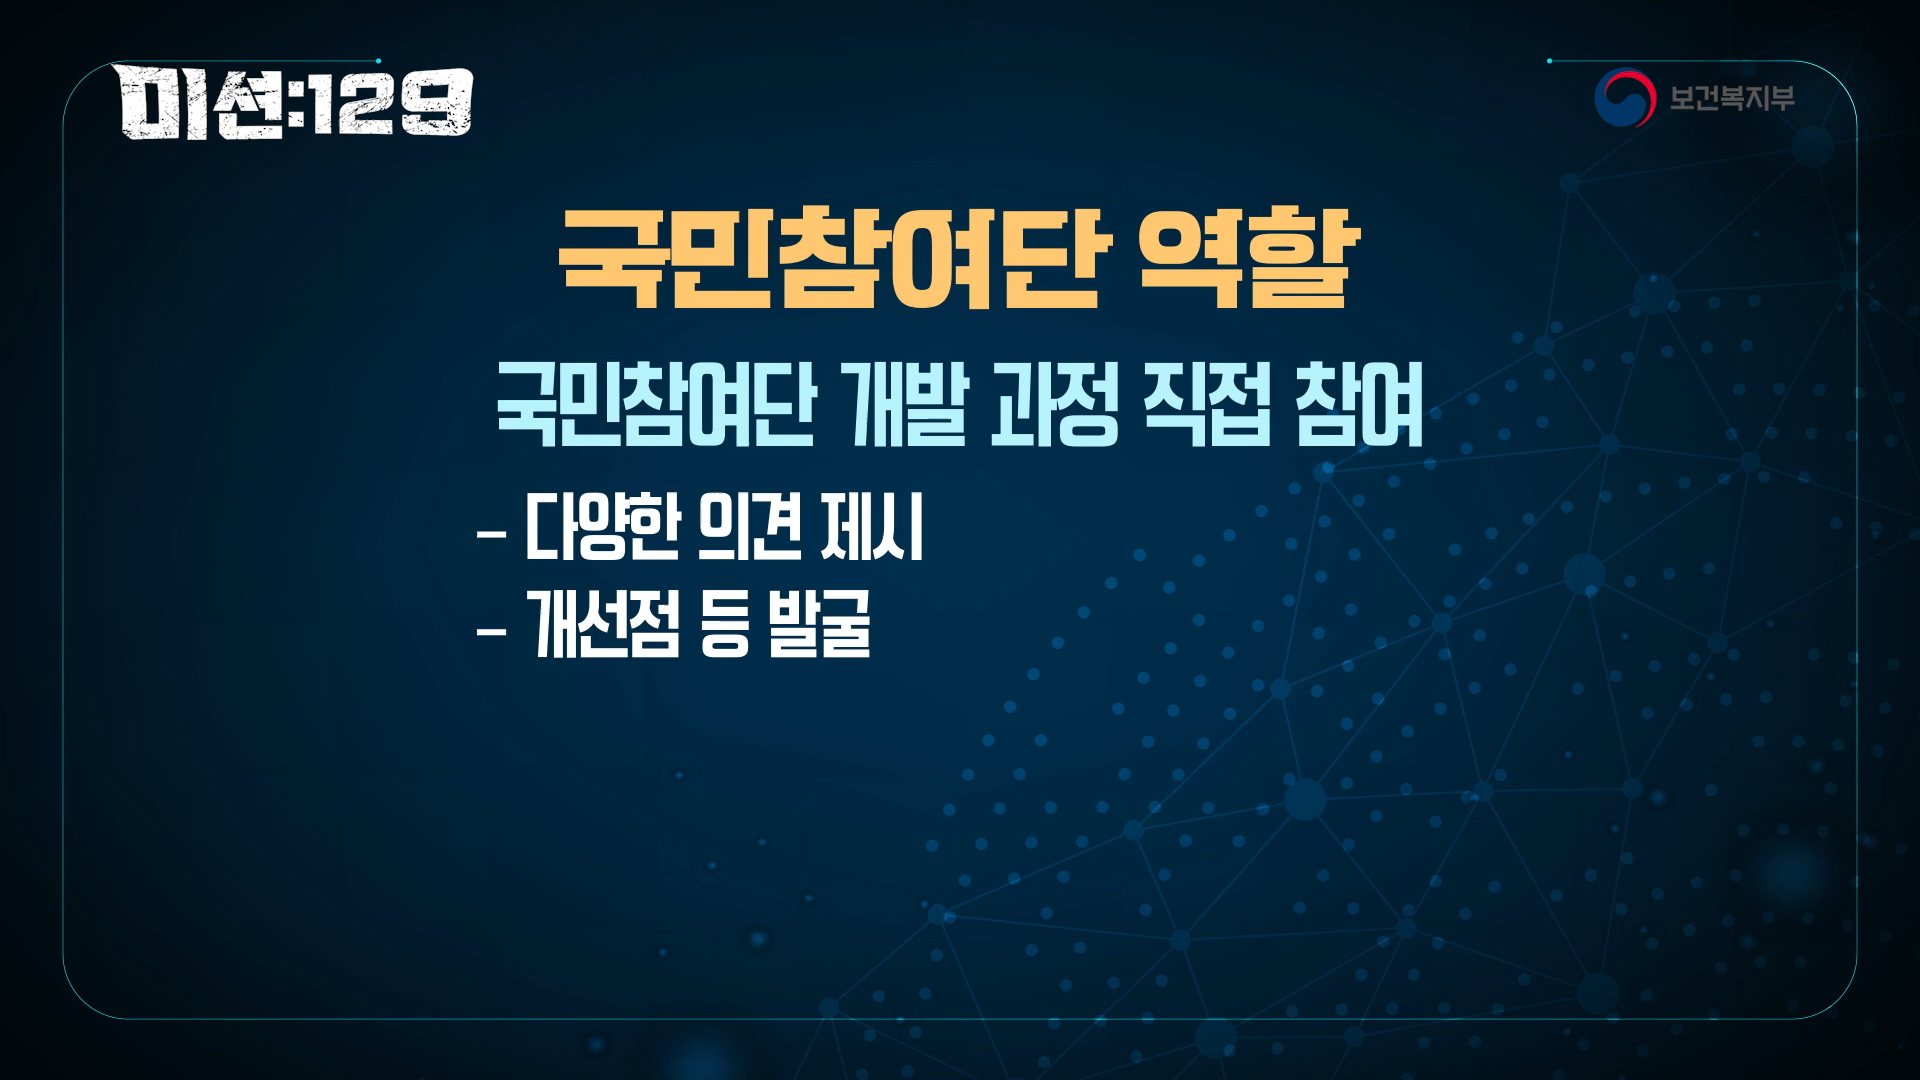 미션:129
보건복지부
국민참여단 역할
국민참여단 개발 과정 직접 참여
- 다양한 의견 제시
- 개선점 등 발굴